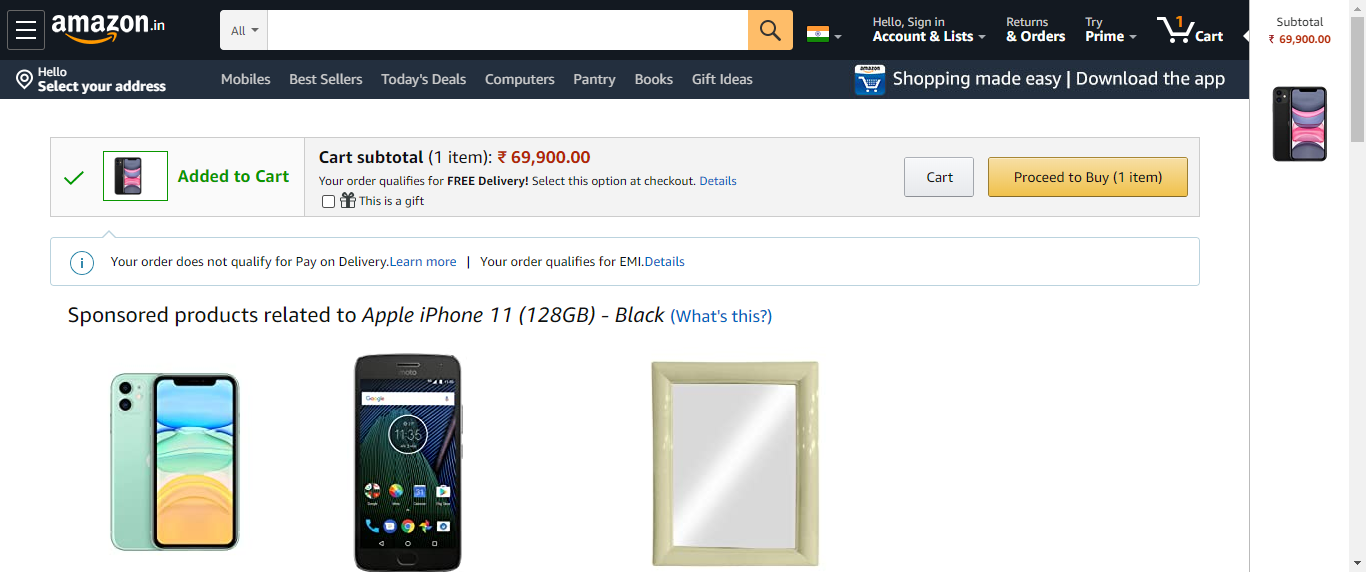 amazon.in
All
Hello, Sign in
Account & Lists
Returns
& Orders
Try
Prime
1
Cart
Subtotal
₹ 69,900.00
Hello
Select your address
Mobiles Best Sellers Today's Deals Computers Pantry Books Gift Ideas
amazon
Shopping made easy | Download the app
Added to Cart
Cart subtotal (1 item): ₹ 69,900.00
Your order qualifies for FREE Delivery! Select this option at checkout. Details
This is a gift
Cart
Proceed to Buy (1 item)
i
Your order does not qualify for Pay on Delivery.Learn more | Your order qualifies for EMI.Details
Sponsored products related to Apple iPhone 11 (128GB) - Black (What's this?)
moto
Google
11:35